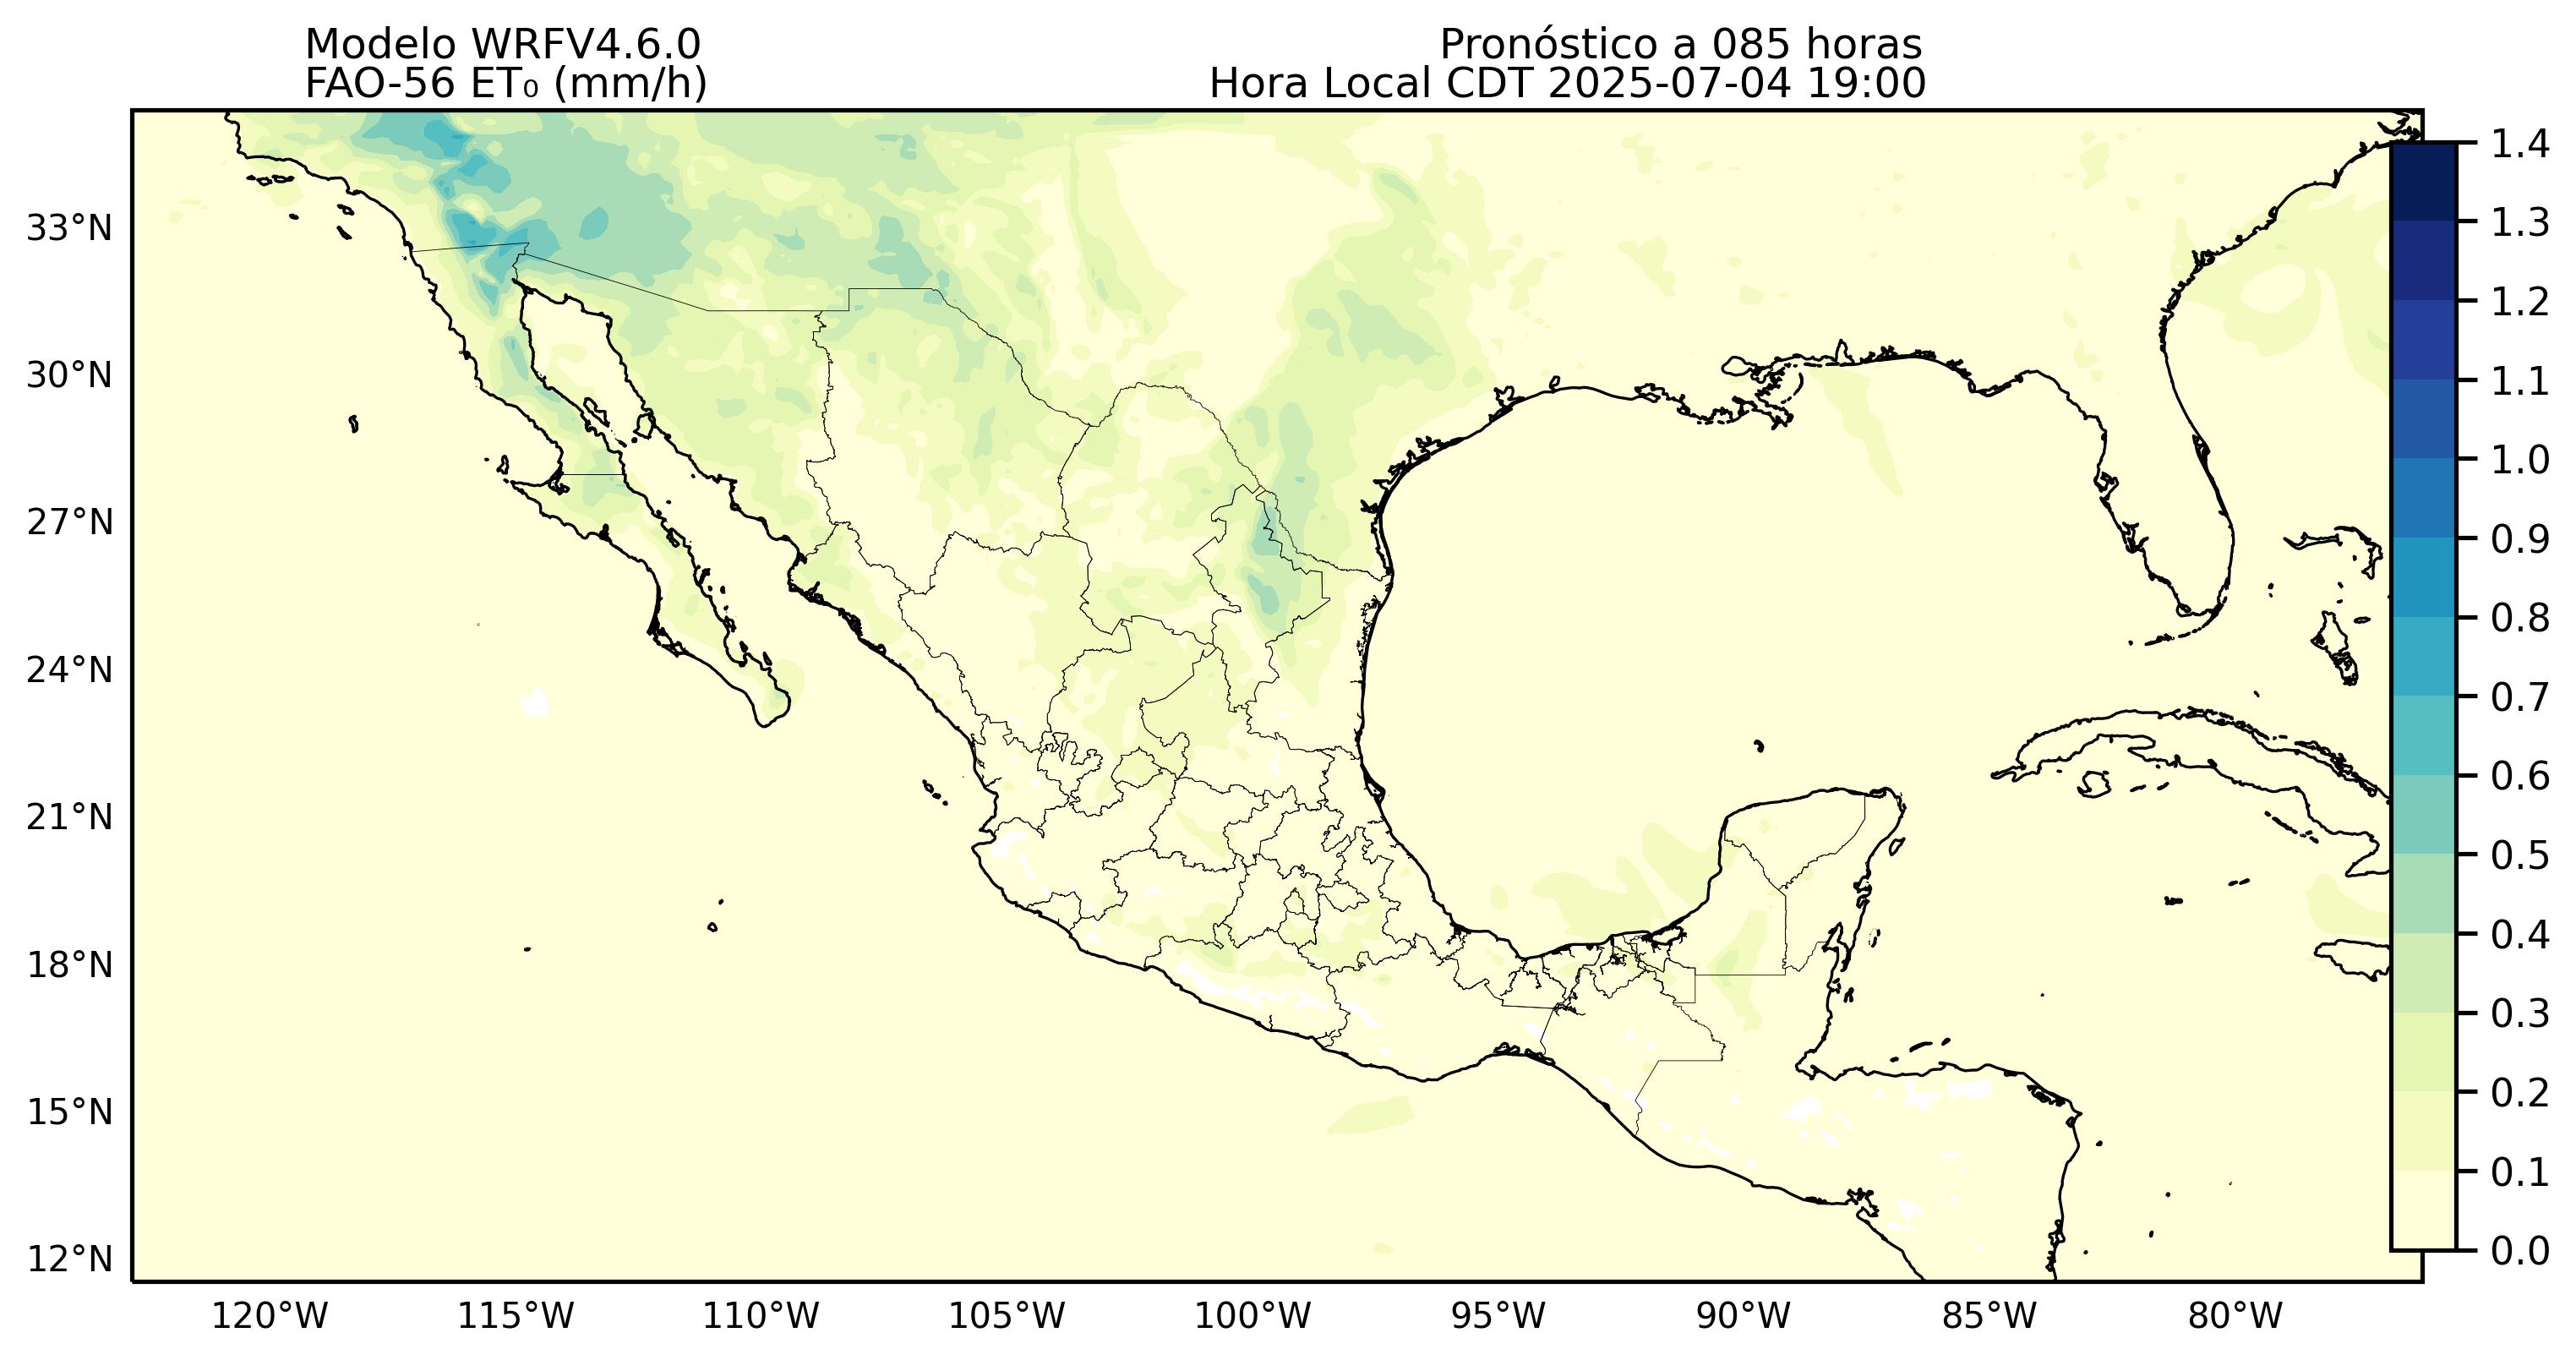 Modelo WRFV4.6.0
FAO-56 ET₀ (mm/h)
Pronóstico a 085 horas
Hora Local CDT 2025-07-04 19:00
33°N
30°N
27°N
24°N
21°N
18°N
15°N
12°N
120°W
115°W
110°W
105°W
100°W
95°W
90°W
85°W
80°W
1.4
1.3
1.2
1.1
1.0
0.9
0.8
0.7
0.6
0.5
0.4
0.3
0.2
0.1
0.0